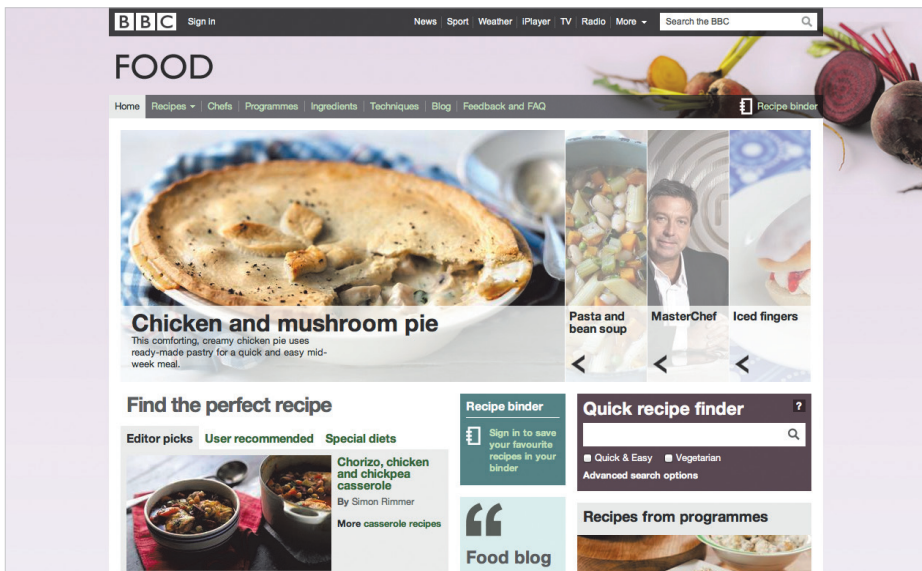 BBC
Sign in
News
Sport
Weather
iPlayer
TV
Radio
More
Search the BBC
FOOD
Home
Recipes
Chefs
Programmes
Ingredients
Techniques
Blog
Feedback and FAQ
Recipe binder
Chicken and mushroom pie
This comforting, creamy chicken pie uses
ready-made pastry for a quick and easy mid-
week meal.
Pasta and
bean soup
MasterChef
Iced fingers
Find the perfect recipe
Editor picks
User recommended
Special diets
Chorizo, chicken
and chickpea
casserole
By Simon Rimmer
More casserole recipes
Recipe binder
Sign in to save
your favourite
recipes in your
binder
Food blog
Quick recipe finder
?
Quick & Easy
Vegetarian
Advanced search options
Recipes from programmes